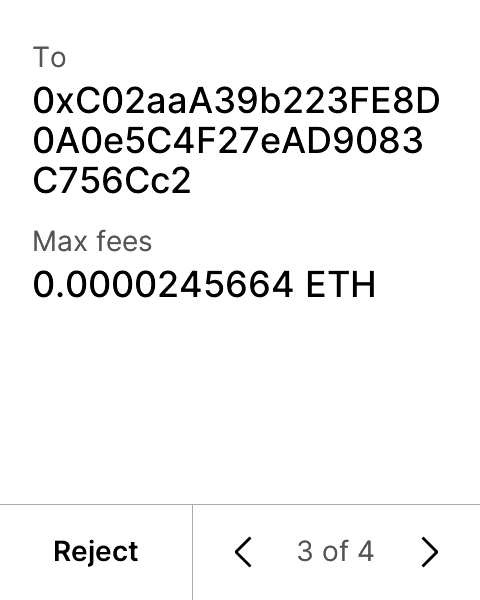 To
0xC02aaA39b223FE8D
0A0e5C4F27eAD9083
C756Cc2
Max fees
0.0000245664 ETH
Reject
3 of 4